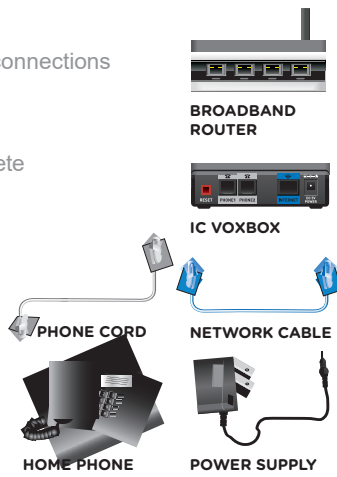 connections
BROADBAND
ROUTER
ete
RESET PHONE1 PHONE2 INTERNET POWER
IC VOXBOX
PHONE CORD
NETWORK CABLE
HOME PHONE
POWER SUPPLY